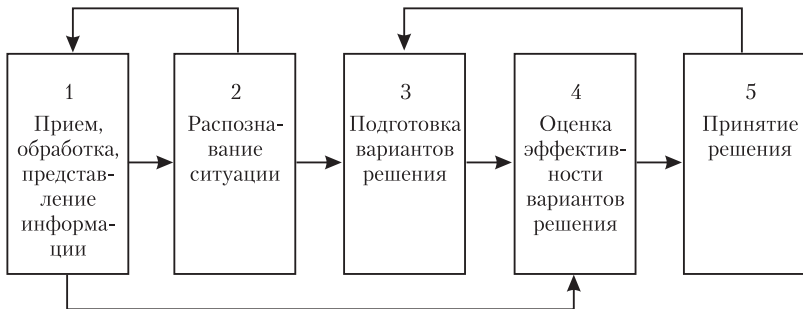 1
Прием,
обработка,
представ-
ление
информа-
ции
2
Распозна-
вание
ситуации
3
Подготовка
вариантов
решения
4
Оценка
эффектив-
ности
вариантов
решения
5
Принятие
решения